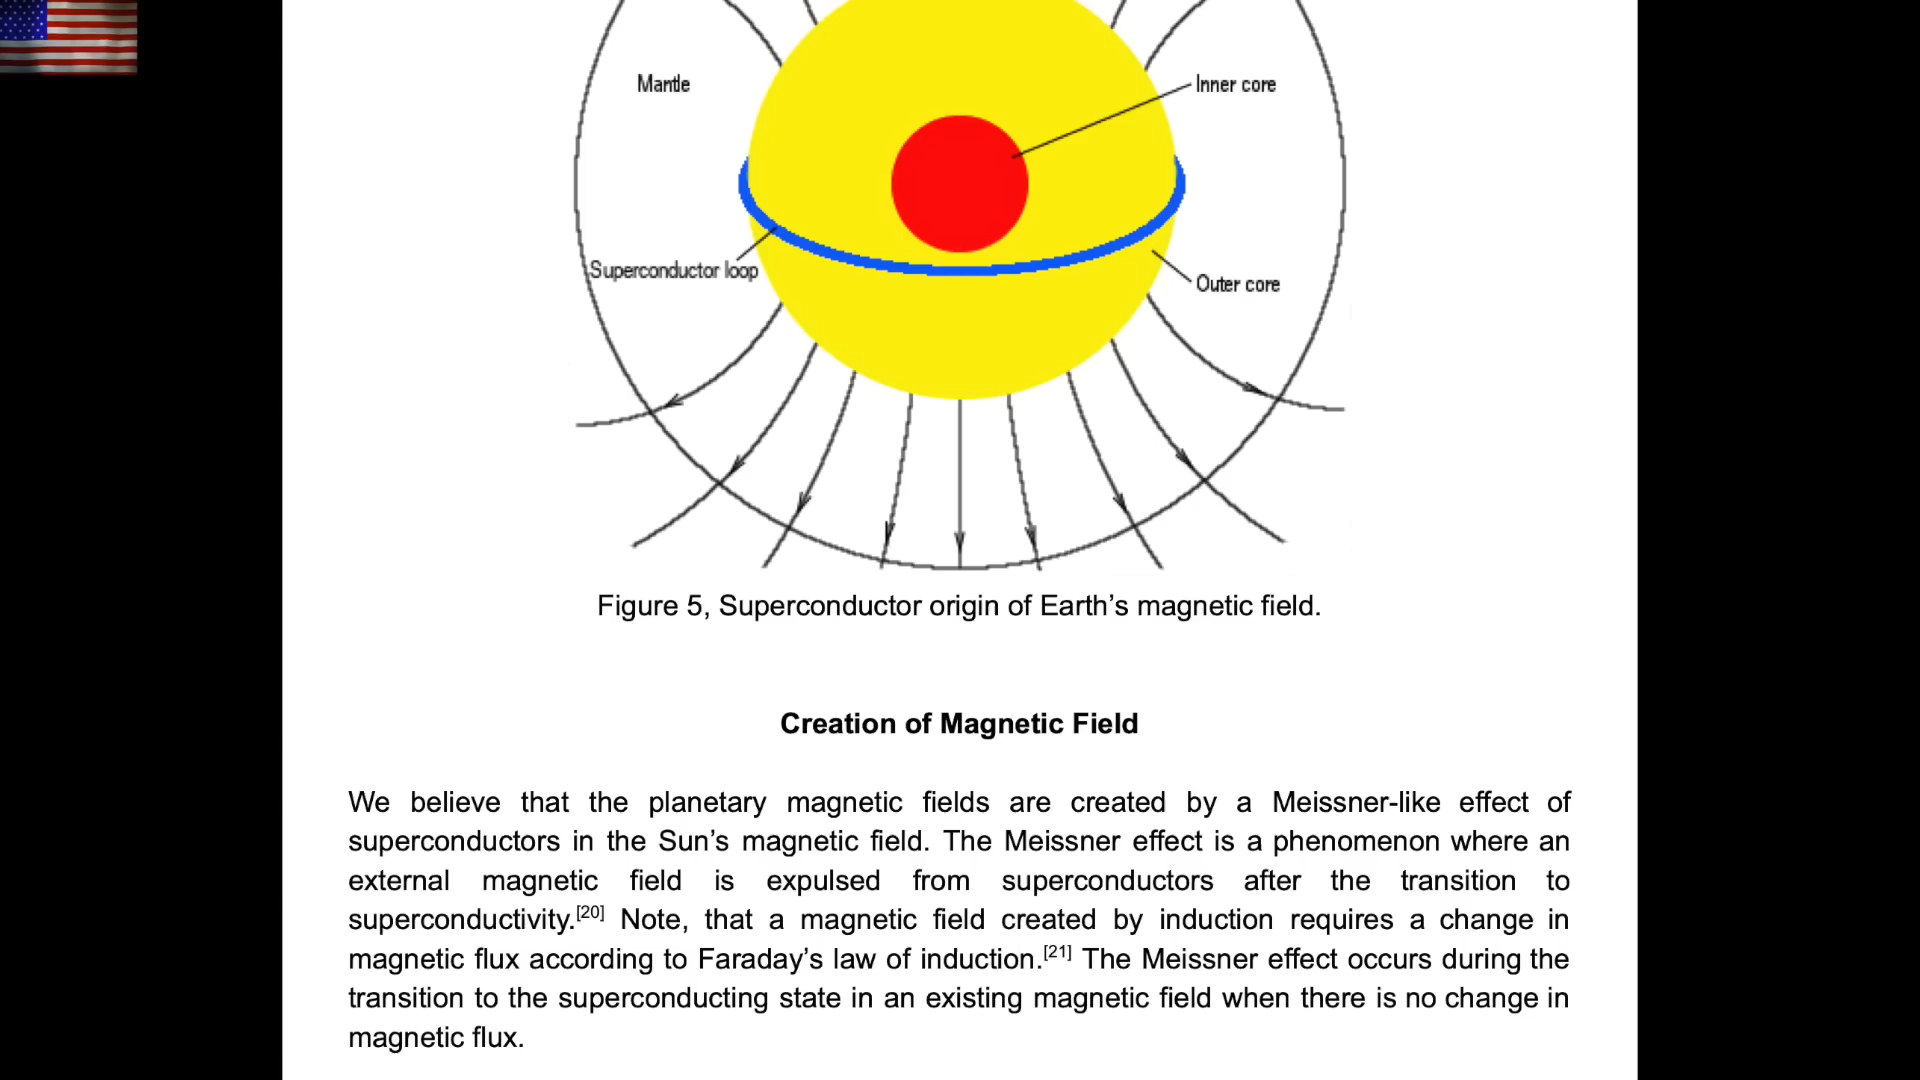 Mantle
Inner core
Superconductor loop
Outer core
Figure 5, Superconductor origin of Earth’s magnetic field.
Creation of Magnetic Field
We believe that the planetary magnetic fields are created by a Meissner-like effect of
superconductors in the Sun’s magnetic field. The Meissner effect is a phenomenon where an
external magnetic field is expulsed from superconductors after the transition to
superconductivity.[20] Note, that a magnetic field created by induction requires a change in
magnetic flux according to Faraday’s law of induction.[21] The Meissner effect occurs during the
transition to the superconducting state in an existing magnetic field when there is no change in
magnetic flux.